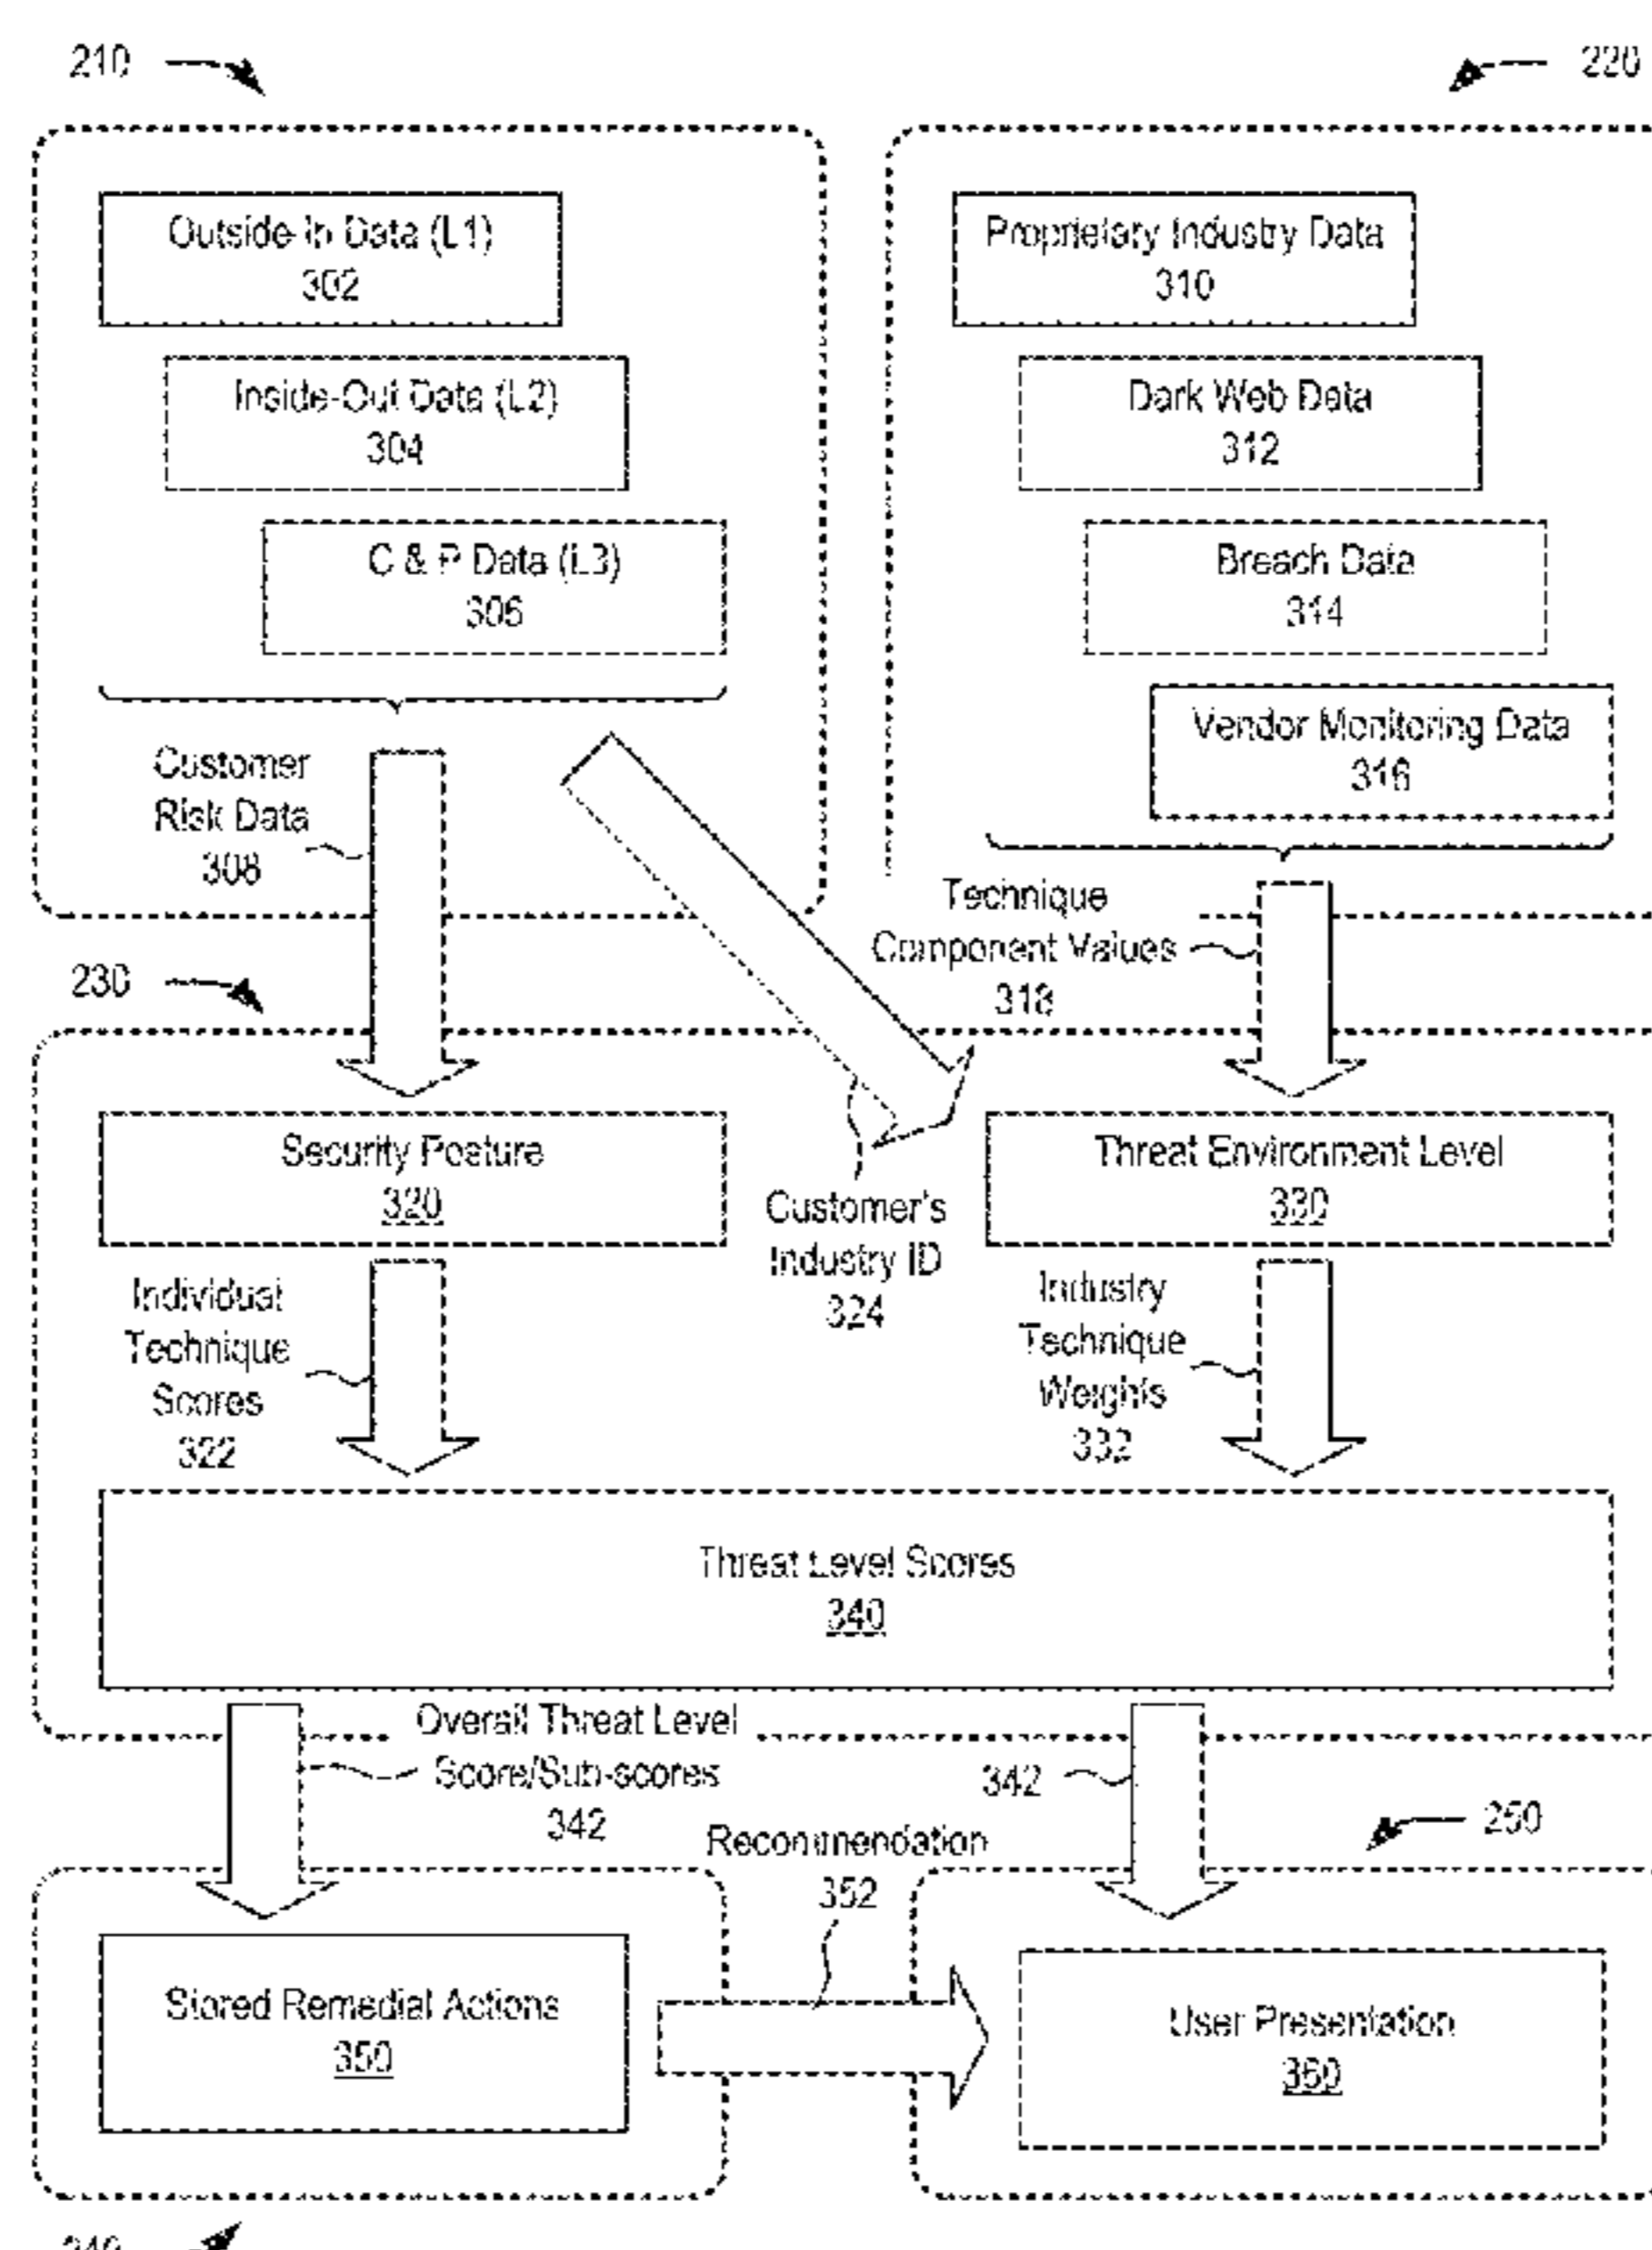 210
220
Outside-In Data (L1)
302
Inside-Out Data (L2)
304
C & P Data (L3)
306
Proprietary Industry Data
310
Dark Web Data
312
Breach Data
314
Vendor Monitoring Data
316
Customer
Risk Data
308
Technique
Component Values
318
230
Security Posture
320
Customer's
Industry ID
324
Threat Environment Level
330
Individual
Technique
Scores
322
Industry
Technique
Weights
332
Threat Level Scores
340
Overall Threat Level
Score/Sub-scores
342
342
250
Recommendation
352
Stored Remedial Actions
350
User Presentation
360
240